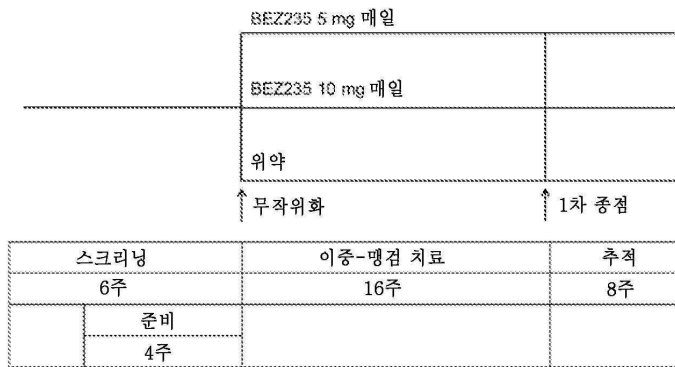 BEZ235 5 mg 매일
BEZ235 10 mg 매일
위약
무작위화
1차 종점
스크리닝
이중-맹검 치료
추적
6주
16주
8주
준비
4주